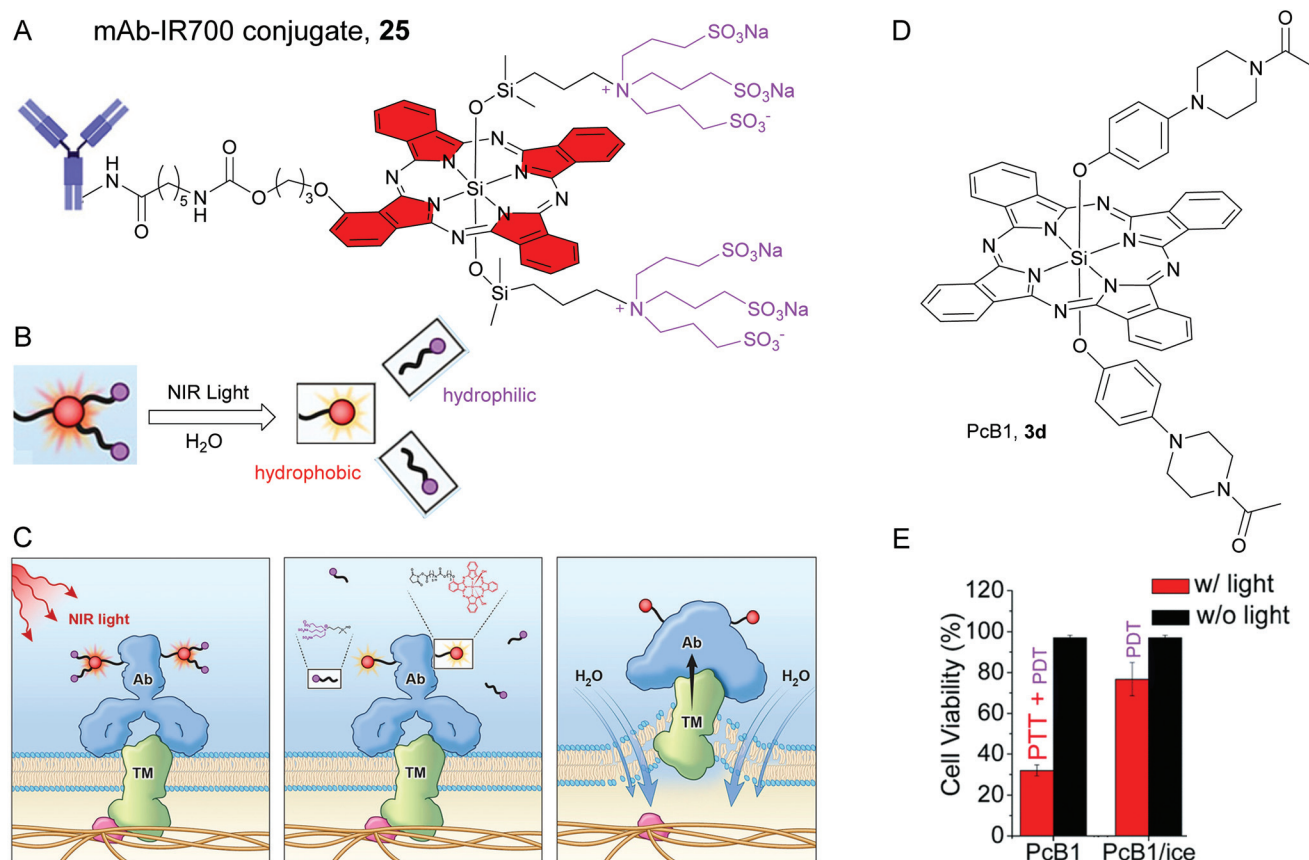 A
mAb-IR700 conjugate, 25
SO3Na
SO3Na
SO3-
N
+
Si
O
H
N
O
5
N
H
O
O
3
O
N
N
N
N
N
N
N
N
Si
O
Si
N
+
SO3Na
SO3Na
SO3-
B
NIR Light
H2O
hydrophilic
hydrophobic
C
NIR light
Ab
TM
Ab
TM
H2O
Ab
H2O
TM
D
O
N
N
O
N
N
N
N
N
N
N
N
Si
O
N
N
O
PcB1, 3d
E
w/ light
w/o light
Cell Viability (%)
120
100
80
60
40
20
0
PTT + PDT
PDT
PcB1
PcB1/ice